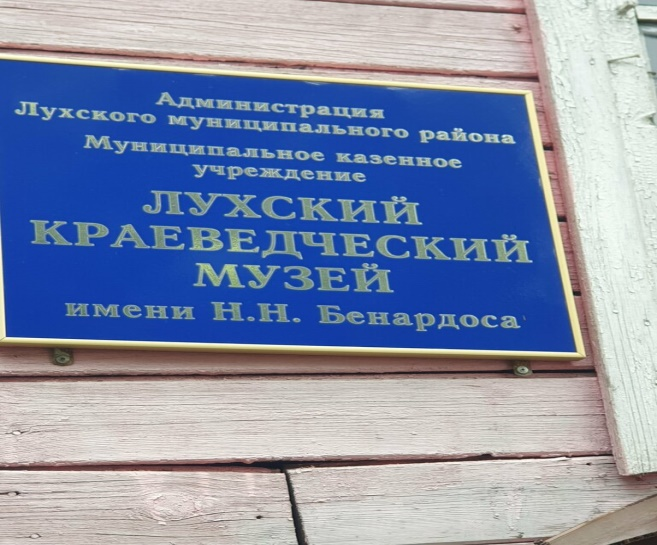 Администрация
Лухского муниципального района
Муниципальное казенное
учреждение
ЛУХСКИЙ
КРАЕВЕДЧЕСКИЙ
МУЗЕЙ
имени Н.Н. Бенардоса